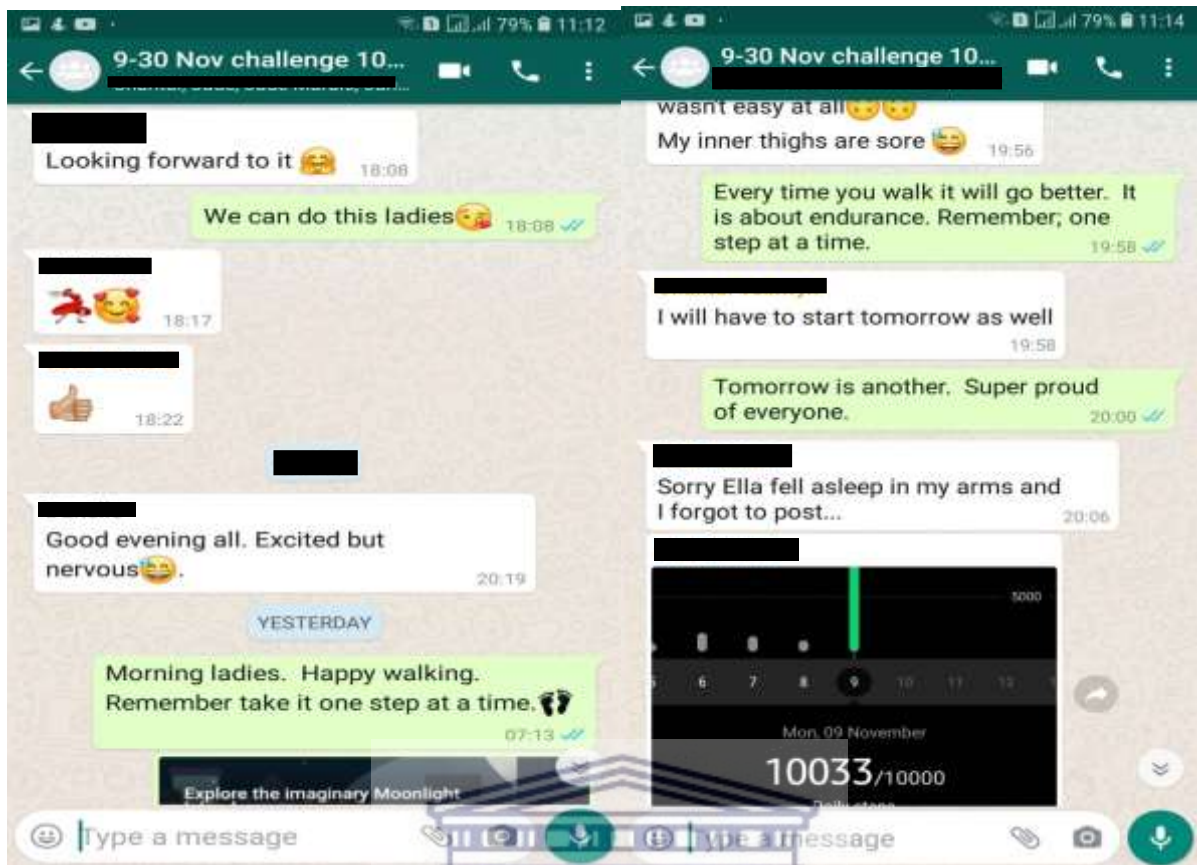 79% 11:12
9-30 Nov challenge 10...
Looking forward to it
18:08
We can do this ladies
18:08
18:17
18:22
Good evening all. Excited but
nervous.
20:19
YESTERDAY
Morning ladies. Happy walking.
Remember take it one step at a time.
07:13
Explore the imaginary Moonlight
Type a message
79% 11:14
9-30 Nov challenge 10...
wasn't easy at all
My inner thighs are sore
19:56
Every time you walk it will go better. It
is about endurance. Remember; one
step at a time.
19:58
I will have to start tomorrow as well
19:58
Tomorrow is another. Super proud
of everyone.
20:00
Sorry Ella fell asleep in my arms and
I forgot to post...
20:06
5000
6 7 8 9 10 11 12
Mon, 09 November
10033/10000
Daily steps
Type a message